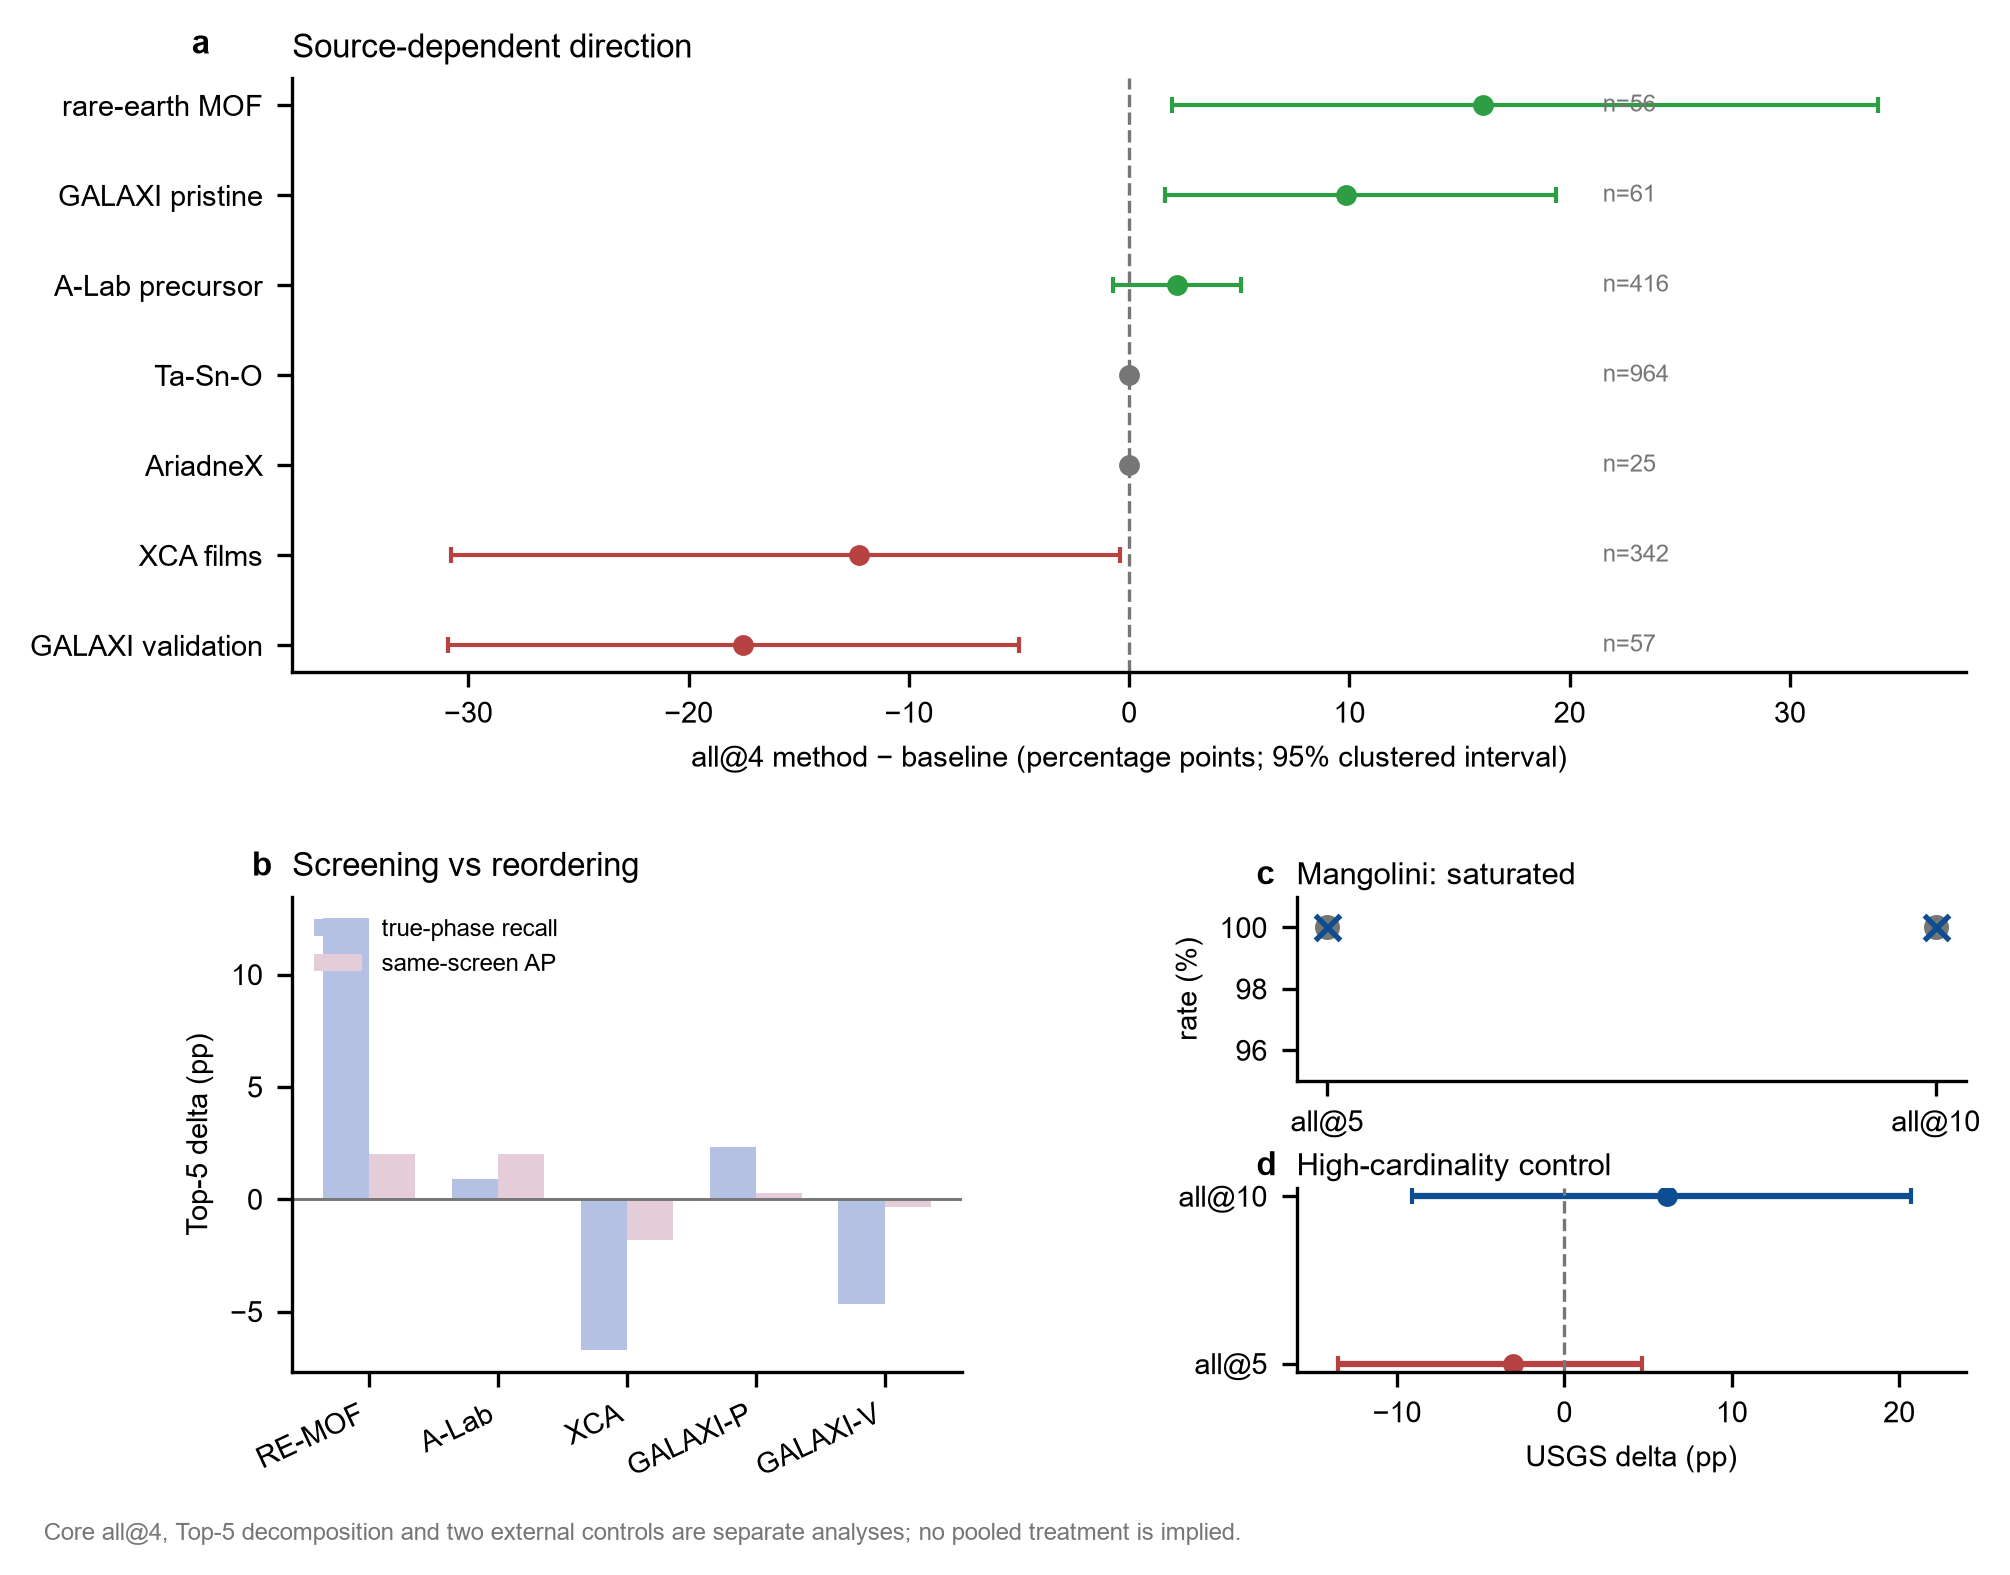 a Source-dependent direction
rare-earth MOF n=56
GALAXI pristine n=61
A-Lab precursor n=416
Ta-Sn-O n=964
AriadneX n=25
XCA films n=342
GALAXI validation n=57
−30 −20 −10 0 10 20 30
all@4 method − baseline (percentage points; 95% clustered interval)
b Screening vs reordering
true-phase recall
same-screen AP
Top-5 delta (pp)
10
5
0
−5
RE-MOF A-Lab XCA GALAXI-P GALAXI-V
c Mangolini: saturated
rate (%)
100
98
96
all@5 all@10
d High-cardinality control
all@10
all@5
−10 0 10 20
USGS delta (pp)
Core all@4, Top-5 decomposition and two external controls are separate analyses; no pooled treatment is implied.